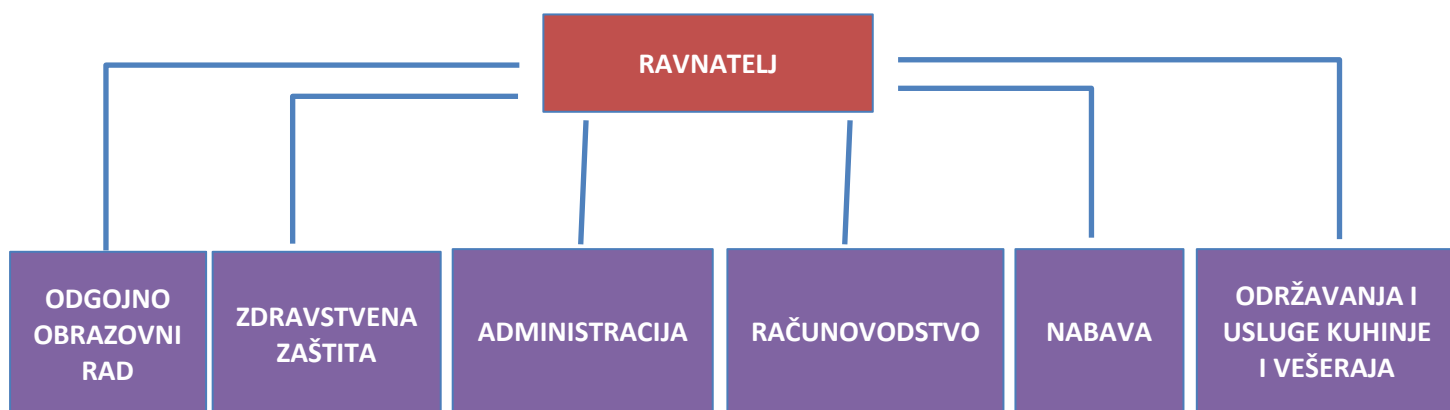 RAVNATELJ
ODGOJNO
OBRAZOVNI
RAD
ZDRAVSTVENA
ZAŠTITA
ADMINISTRACIJA
RAČUNOVODSTVO
NABAVA
ODRŽAVANJA I
USLUGE KUHINJE
I VEŠERAJA